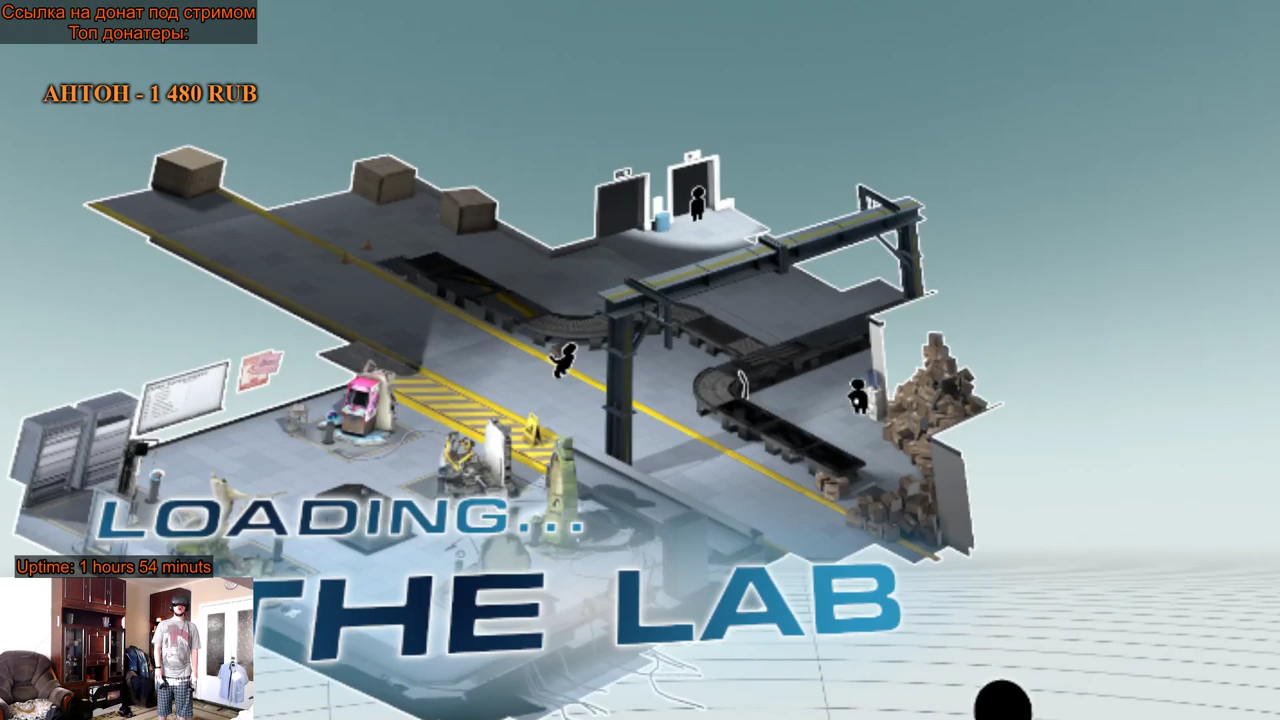 Ссылка на донат под стримом
Топ донатеры:
АНТОН - 1 480 RUB
LOADING...
Uptime: 1 hours 54 minuts
THE LAB